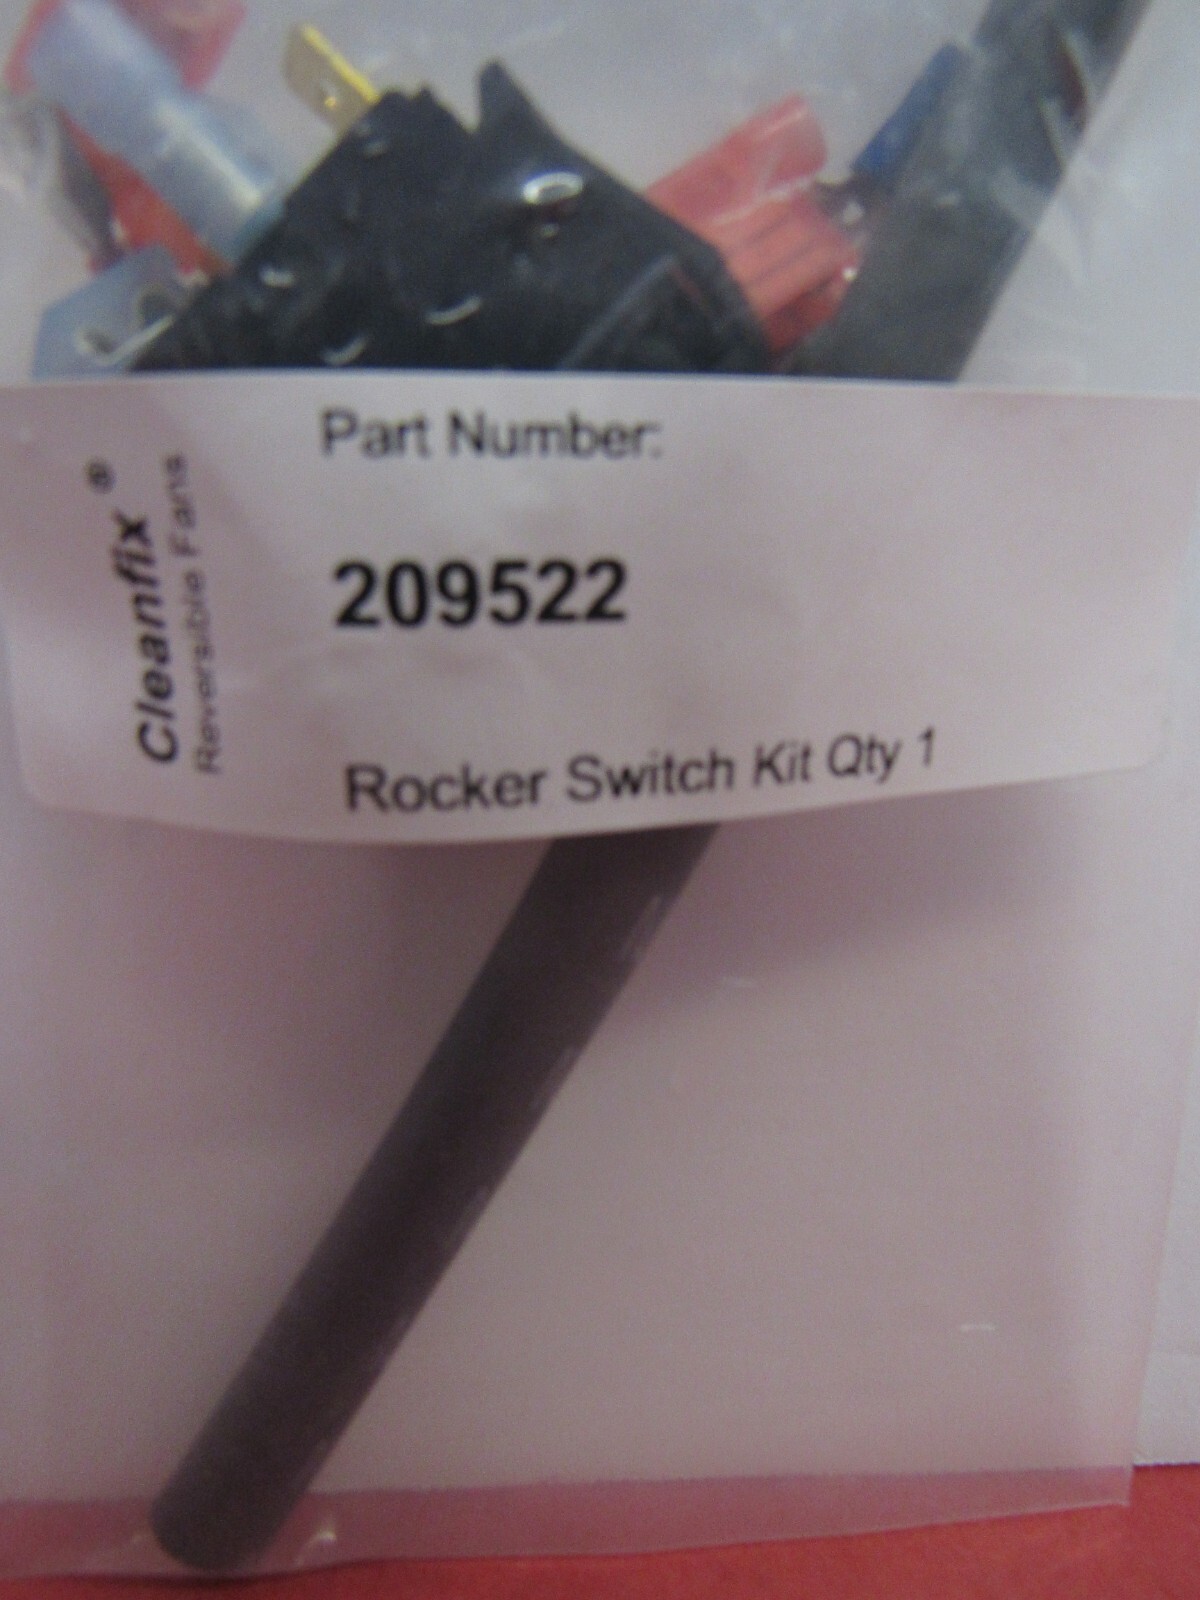 Cleanfix ®
Reversible Fans
Part Number:
209522
Rocker Switch Kit Qty 1